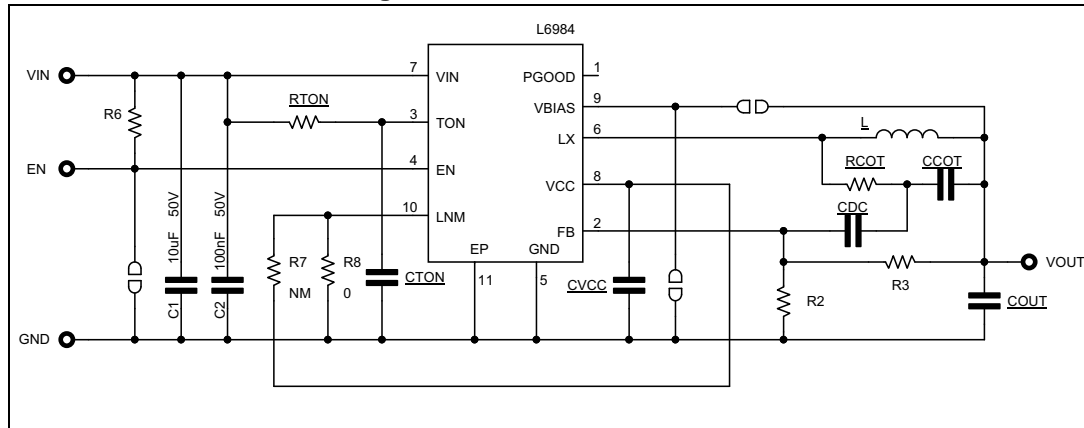 L6984
VIN
7
VIN
PGOOD
1
R6
RTON
3
TON
VBIAS
9
LX
6
L
EN
4
EN
RCOT
CCOT
VCC
8
10
LNM
CDC
FB
2
10uF 50V
100nF 50V
R7
NM
R8
0
CTON
EP
11
GND
5
CVCC
R2
R3
VOUT
COUT
C1
C2
GND